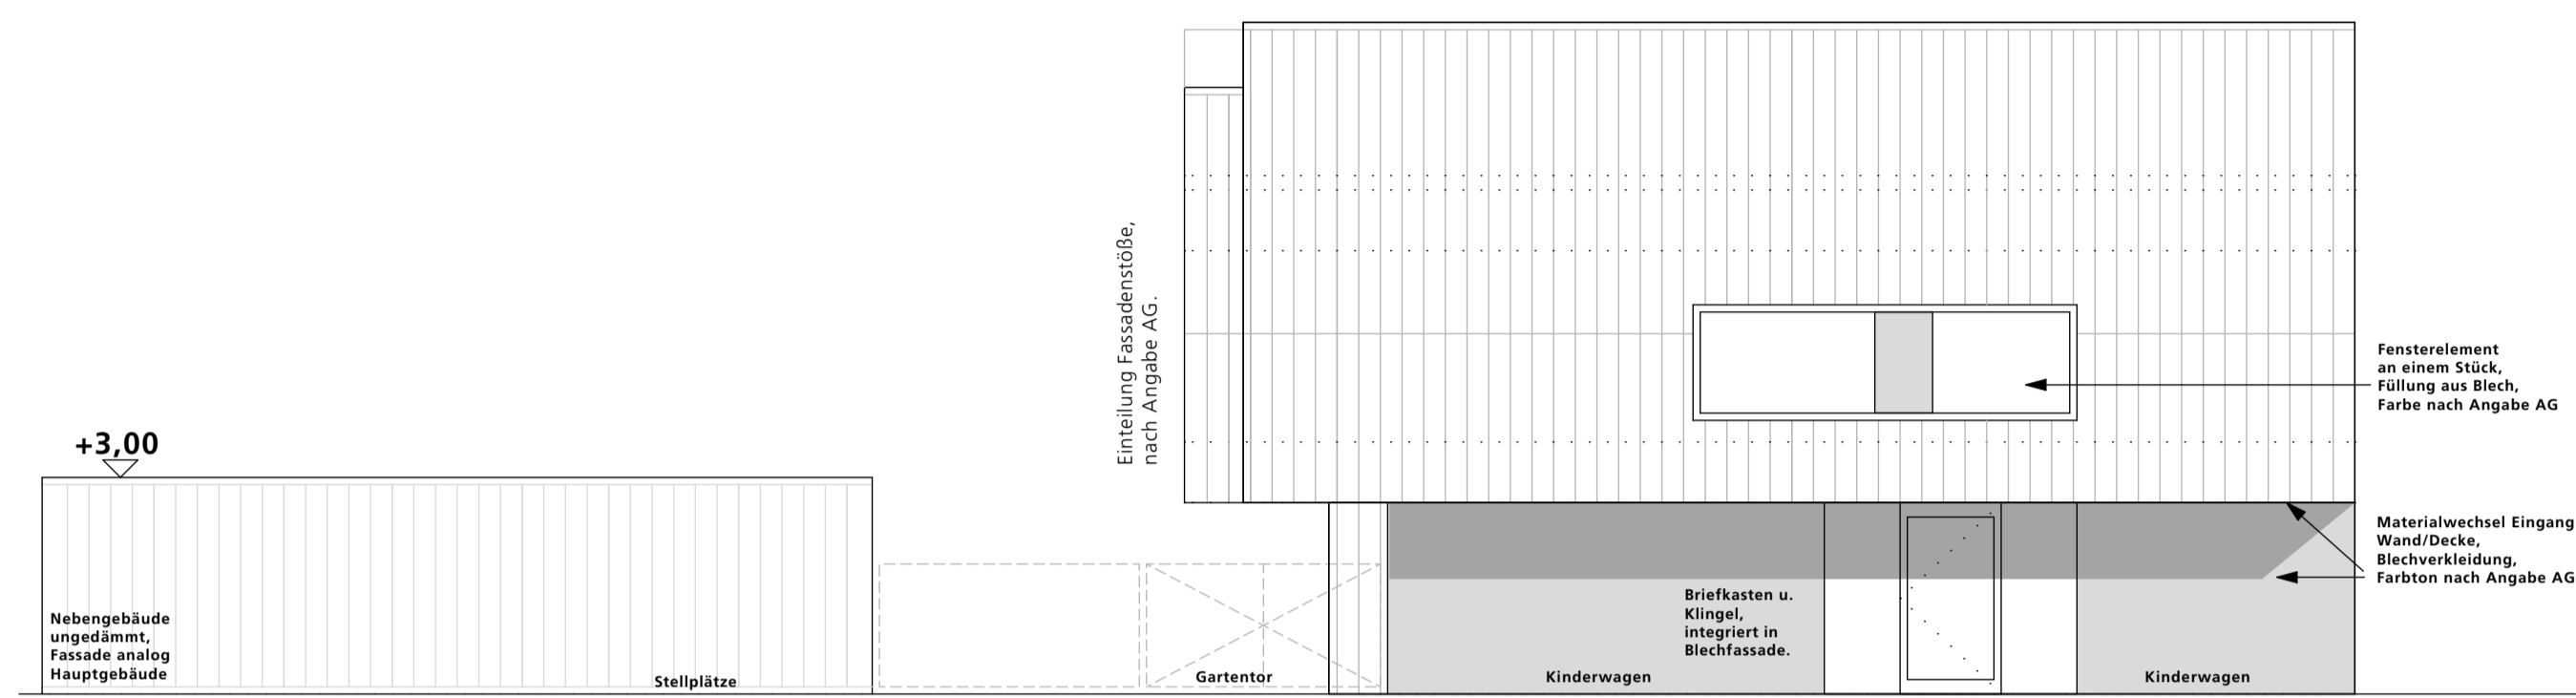 +3,00
Nebengebäude
ungedämmt,
Fassade analog
Hauptgebäude
Stellplätze
Einteilung Fassadenstöße,
nach Angabe AG.
Gartentor
Kinderwagen
Briefkasten u.
Klingel,
integriert in
Blechfassade.
Kinderwagen
Fensterelement
an einem Stück,
Füllung aus Blech,
Farbe nach Angabe AG
Materialwechsel Eingang
Wand/Decke,
Blechverkleidung,
Farbton nach Angabe AG